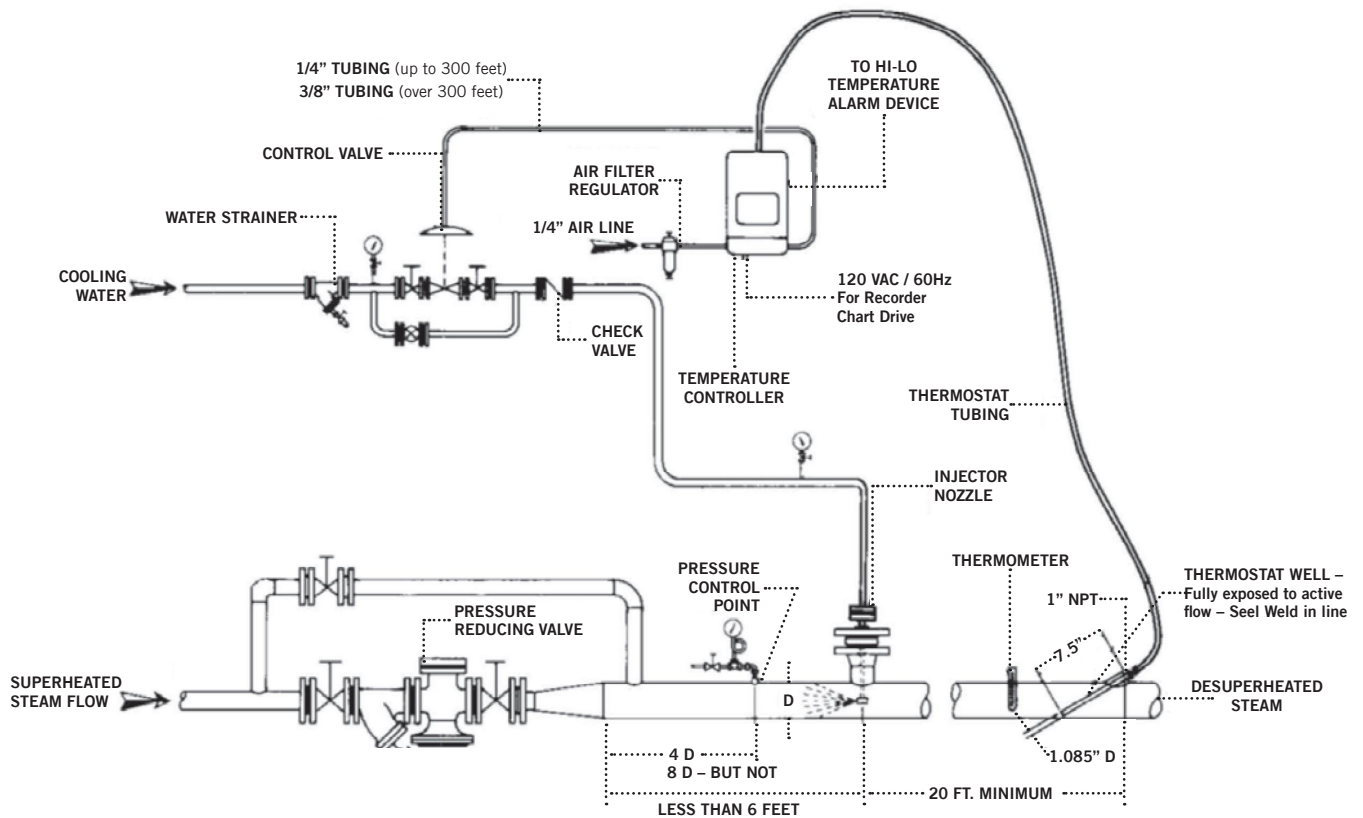 1/4” TUBING (up to 300 feet)
3/8” TUBING (over 300 feet)
TO HI-LO
TEMPERATURE
ALARM DEVICE
CONTROL VALVE
AIR FILTER
REGULATOR
WATER STRAINER
1/4” AIR LINE
COOLING
WATER
120 VAC / 60Hz
For Recorder
Chart Drive
CHECK
VALVE
TEMPERATURE
CONTROLLER
THERMOSTAT
TUBING
INJECTOR
NOZZLE
THERMOMETER
THERMOSTAT WELL –
Fully exposed to active
flow – Seel Weld in line
1” NPT
PRESSURE
CONTROL
POINT
PRESSURE
REDUCING VALVE
7.5”
SUPERHEATED
STEAM FLOW
D
DESUPERHEATED
STEAM
4 D
1.085” D
8 D – BUT NOT
LESS THAN 6 FEET
20 FT. MINIMUM